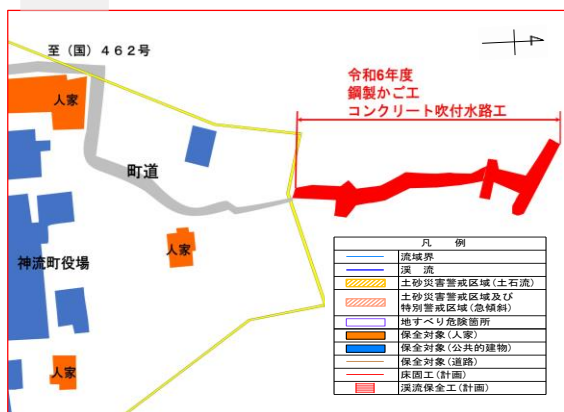 至（国）４６２号
人家
町道
令和6年度
鋼製かご工
コンクリート吹付水路工
人家
神流町役場
人家
凡　例
流域界
渓　流
土砂災害警戒区域(土石流)
土砂災害警戒区域及び
特別警戒区域(急傾斜)
地すべり危険箇所
保全対象(人家)
保全対象(公共的建物)
保全対象(道路)
床固工(計画)
渓流保全工(計画)